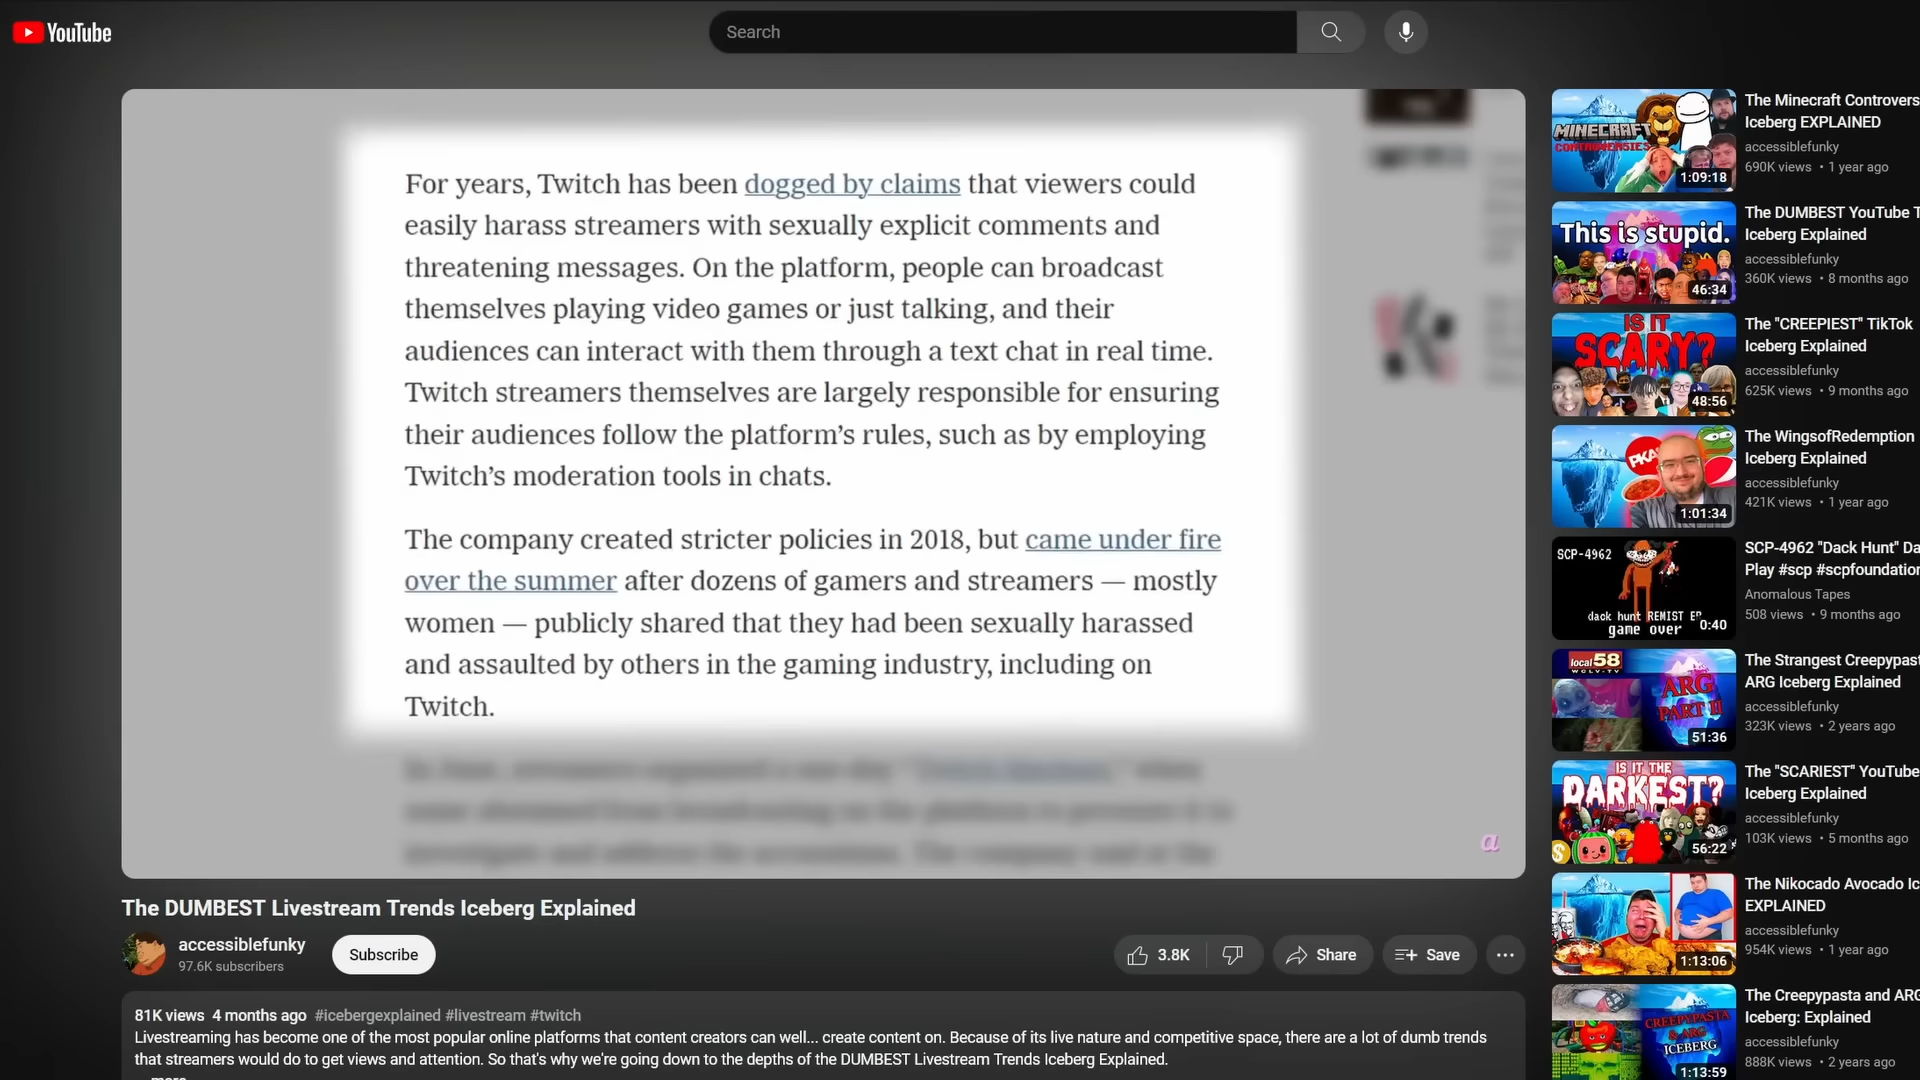 YouTube
Search
For years, Twitch has been dogged by claims that viewers could
easily harass streamers with sexually explicit comments and
threatening messages. On the platform, people can broadcast
themselves playing video games or just talking, and their
audiences can interact with them through a text chat in real time.
Twitch streamers themselves are largely responsible for ensuring
their audiences follow the platform’s rules, such as by employing
Twitch’s moderation tools in chats.
The company created stricter policies in 2018, but came under fire
over the summer after dozens of gamers and streamers — mostly
women — publicly shared that they had been sexually harassed
and assaulted by others in the gaming industry, including on
Twitch.
a
The DUMBEST Livestream Trends Iceberg Explained
accessiblefunky
97.6K subscribers
Subscribe
3.8K
Share
Save
81K views 4 months ago #icebergexplained #livestream #twitch
Livestreaming has become one of the most popular online platforms that content creators can well... create content on. Because of its live nature and competitive space, there are a lot of dumb trends
that streamers would do to get views and attention. So that's why we're going down to the depths of the DUMBEST Livestream Trends Iceberg Explained.
MINECRAFT
CONTROVERSIES
1:09:18
The Minecraft Controvers
Iceberg EXPLAINED
accessiblefunky
690K views • 1 year ago
This is stupid.
46:34
The DUMBEST YouTube T
Iceberg Explained
accessiblefunky
360K views • 8 months ago
IS IT
SCARY?
48:56
The "CREEPIEST" TikTok
Iceberg Explained
accessiblefunky
625K views • 9 months ago
PKA
1:01:34
The WingsofRedemption
Iceberg Explained
accessiblefunky
421K views • 1 year ago
SCP-4962
dack hunt REMIST EP
game over
0:40
SCP-4962 "Dack Hunt" Da
Play #scp #scpfoundation
Anomalous Tapes
508 views • 9 months ago
local 58
WCLV-TV
ARG
PART II
51:36
The Strangest Creepypast
ARG Iceberg Explained
accessiblefunky
323K views • 2 years ago
IS IT THE
DARKEST?
56:22
The "SCARIEST" YouTube
Iceberg Explained
accessiblefunky
103K views • 5 months ago
1:13:06
The Nikocado Avocado Ic
EXPLAINED
accessiblefunky
954K views • 1 year ago
CREEPYPASTA
& ARG
ICEBERG
1:13:59
The Creepypasta and ARG
Iceberg: Explained
accessiblefunky
888K views • 2 years ago